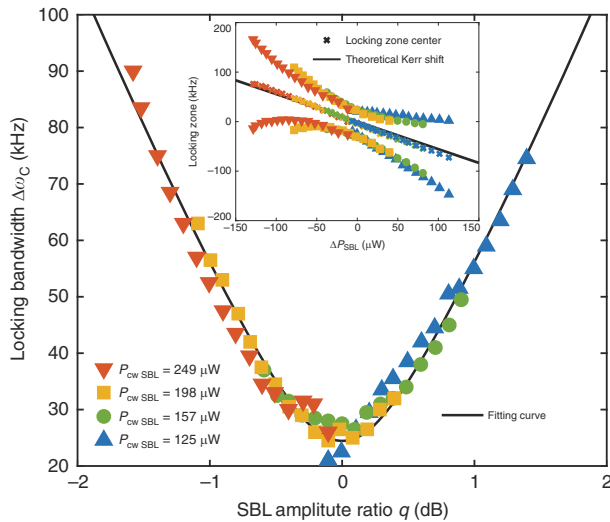 100
90
80
70
60
50
40
30
20
Locking bandwidth Δω_C (kHz)
−2
−1
0
1
2
SBL amplitute ratio q (dB)
P_cw SBL = 249 μW
P_cw SBL = 198 μW
P_cw SBL = 157 μW
P_cw SBL = 125 μW
Fitting curve
200
100
0
−100
−200
Locking zone (kHz)
Locking zone center
Theoretical Kerr shift
−150
−100
−50
0
50
100
150
ΔP_SBL (μW)